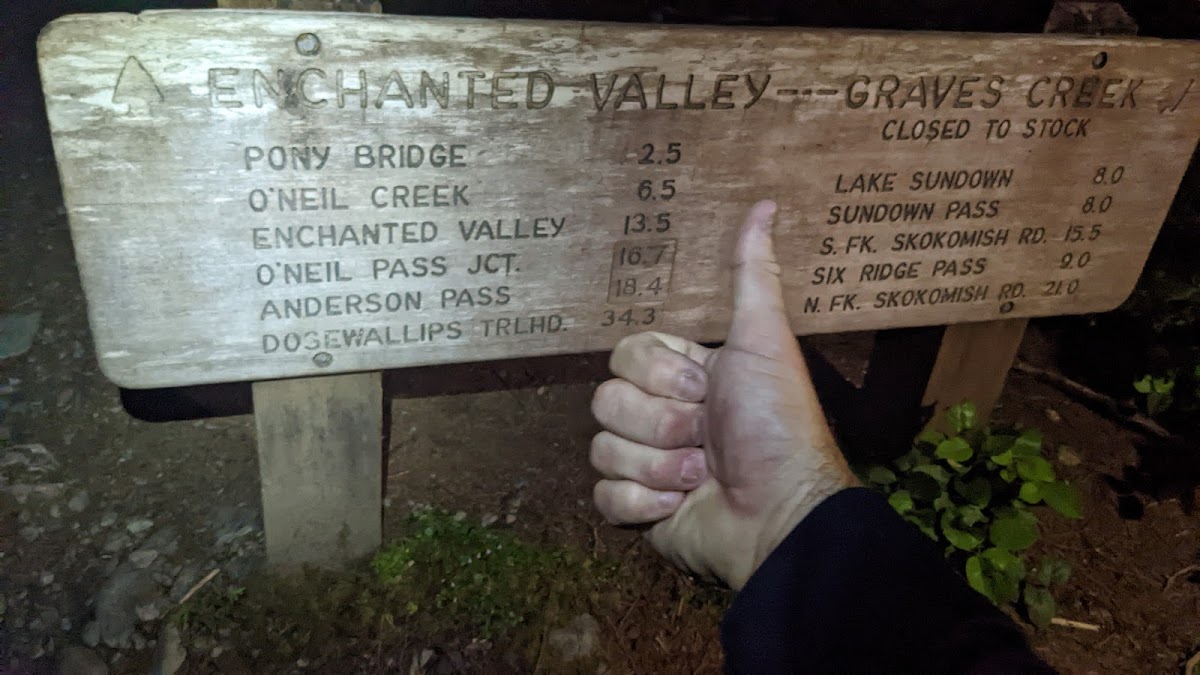 ENCHANTED VALLEY---GRAVES CREEK
PONY BRIDGE 2.5
O'NEIL CREEK 6.5
ENCHANTED VALLEY 13.5
O'NEIL PASS JCT. 16.7
ANDERSON PASS 18.4
DOSEWALLIPS TRLHD. 34.3
CLOSED TO STOCK
LAKE SUNDOWN 8.0
SUNDOWN PASS 8.0
S. FK. SKOKOMISH RD. 15.5
SIX RIDGE PASS 9.0
N. FK. SKOKOMISH RD. 21.0